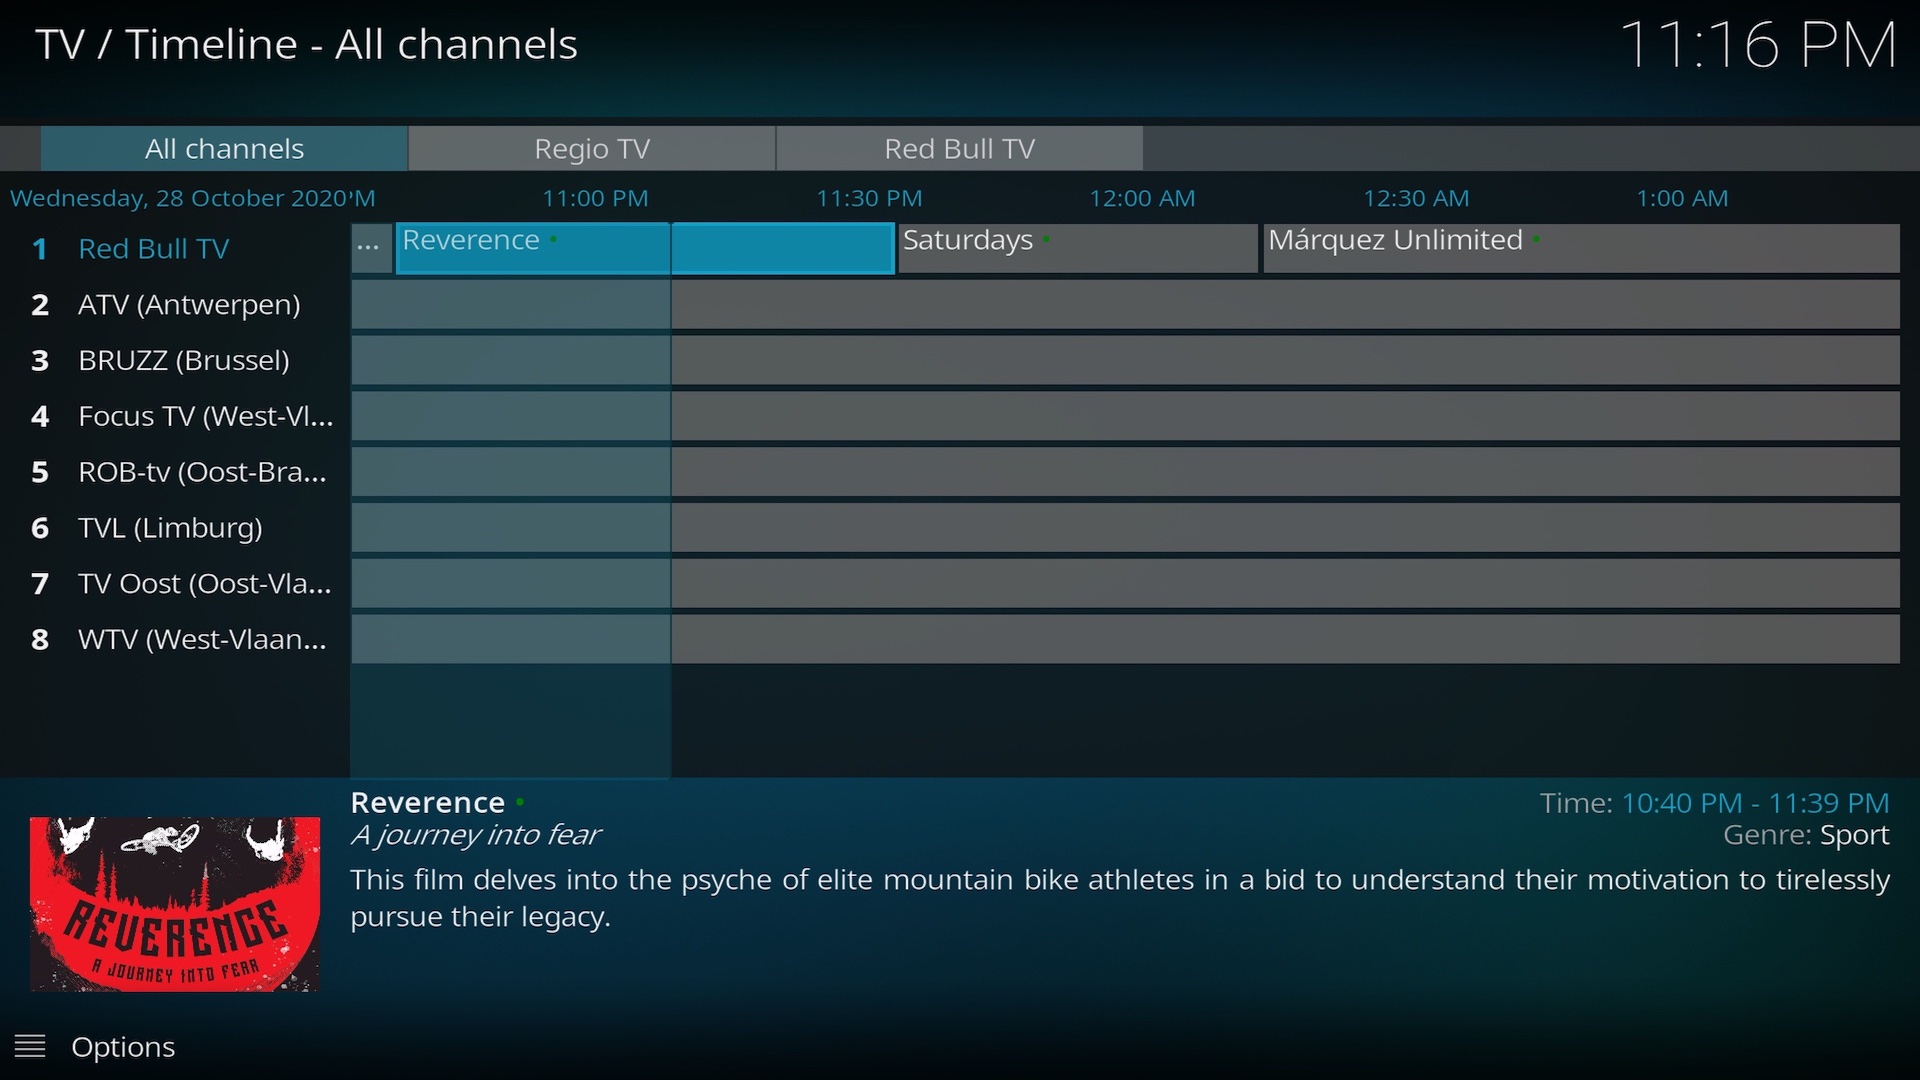 TV / Timeline - All channels
11:16 PM
All channels
Regio TV
Red Bull TV
Wednesday, 28 October 2020'M
11:00 PM
11:30 PM
12:00 AM
12:30 AM
1:00 AM
1 Red Bull TV
...
Reverence
Saturdays
Márquez Unlimited
2 ATV (Antwerpen)
3 BRUZZ (Brussel)
4 Focus TV (West-Vl...
5 ROB-tv (Oost-Bra...
6 TVL (Limburg)
7 TV Oost (Oost-Vla...
8 WTV (West-Vlaan...
Reverence
Time: 10:40 PM - 11:39 PM
A journey into fear
Genre: Sport
This film delves into the psyche of elite mountain bike athletes in a bid to understand their motivation to tirelessly
pursue their legacy.
REVERENCE
A JOURNEY INTO FEAR
Options